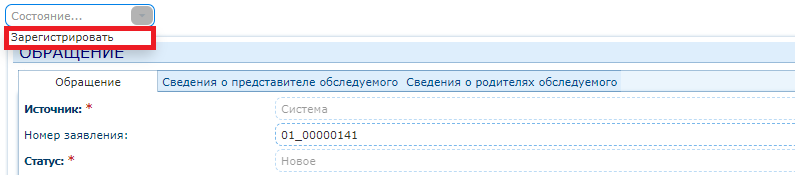 Состояние...
Зарегистрировать
ОБРАЩЕНИЕ
Обращение Сведения о представителе обследуемого Сведения о родителях обследуемого
Источник: * Система
Номер заявления: 01_00000141
Статус: * Новое